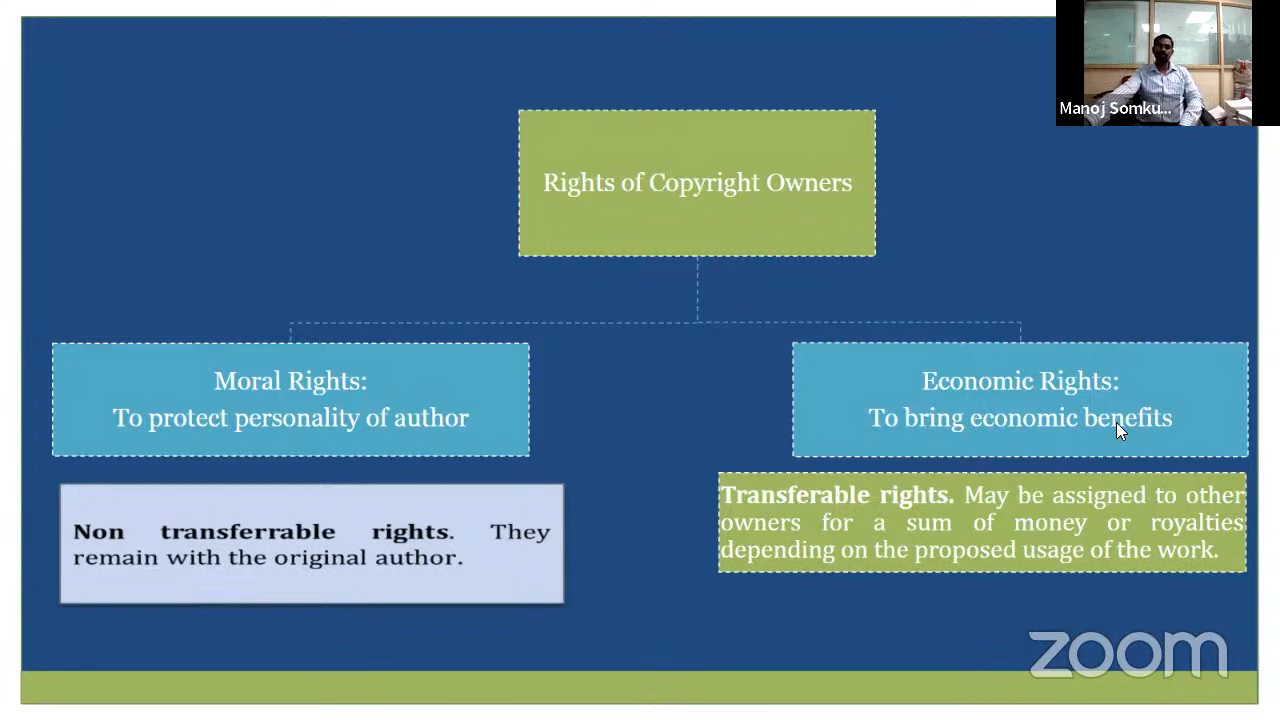 Manoj Somku...
Rights of Copyright Owners
Moral Rights:
To protect personality of author
Economic Rights:
To bring economic benefits
Non transferrable rights. They
remain with the original author.
Transferable rights. May be assigned to other
owners for a sum of money or royalties
depending on the proposed usage of the work.
zoom